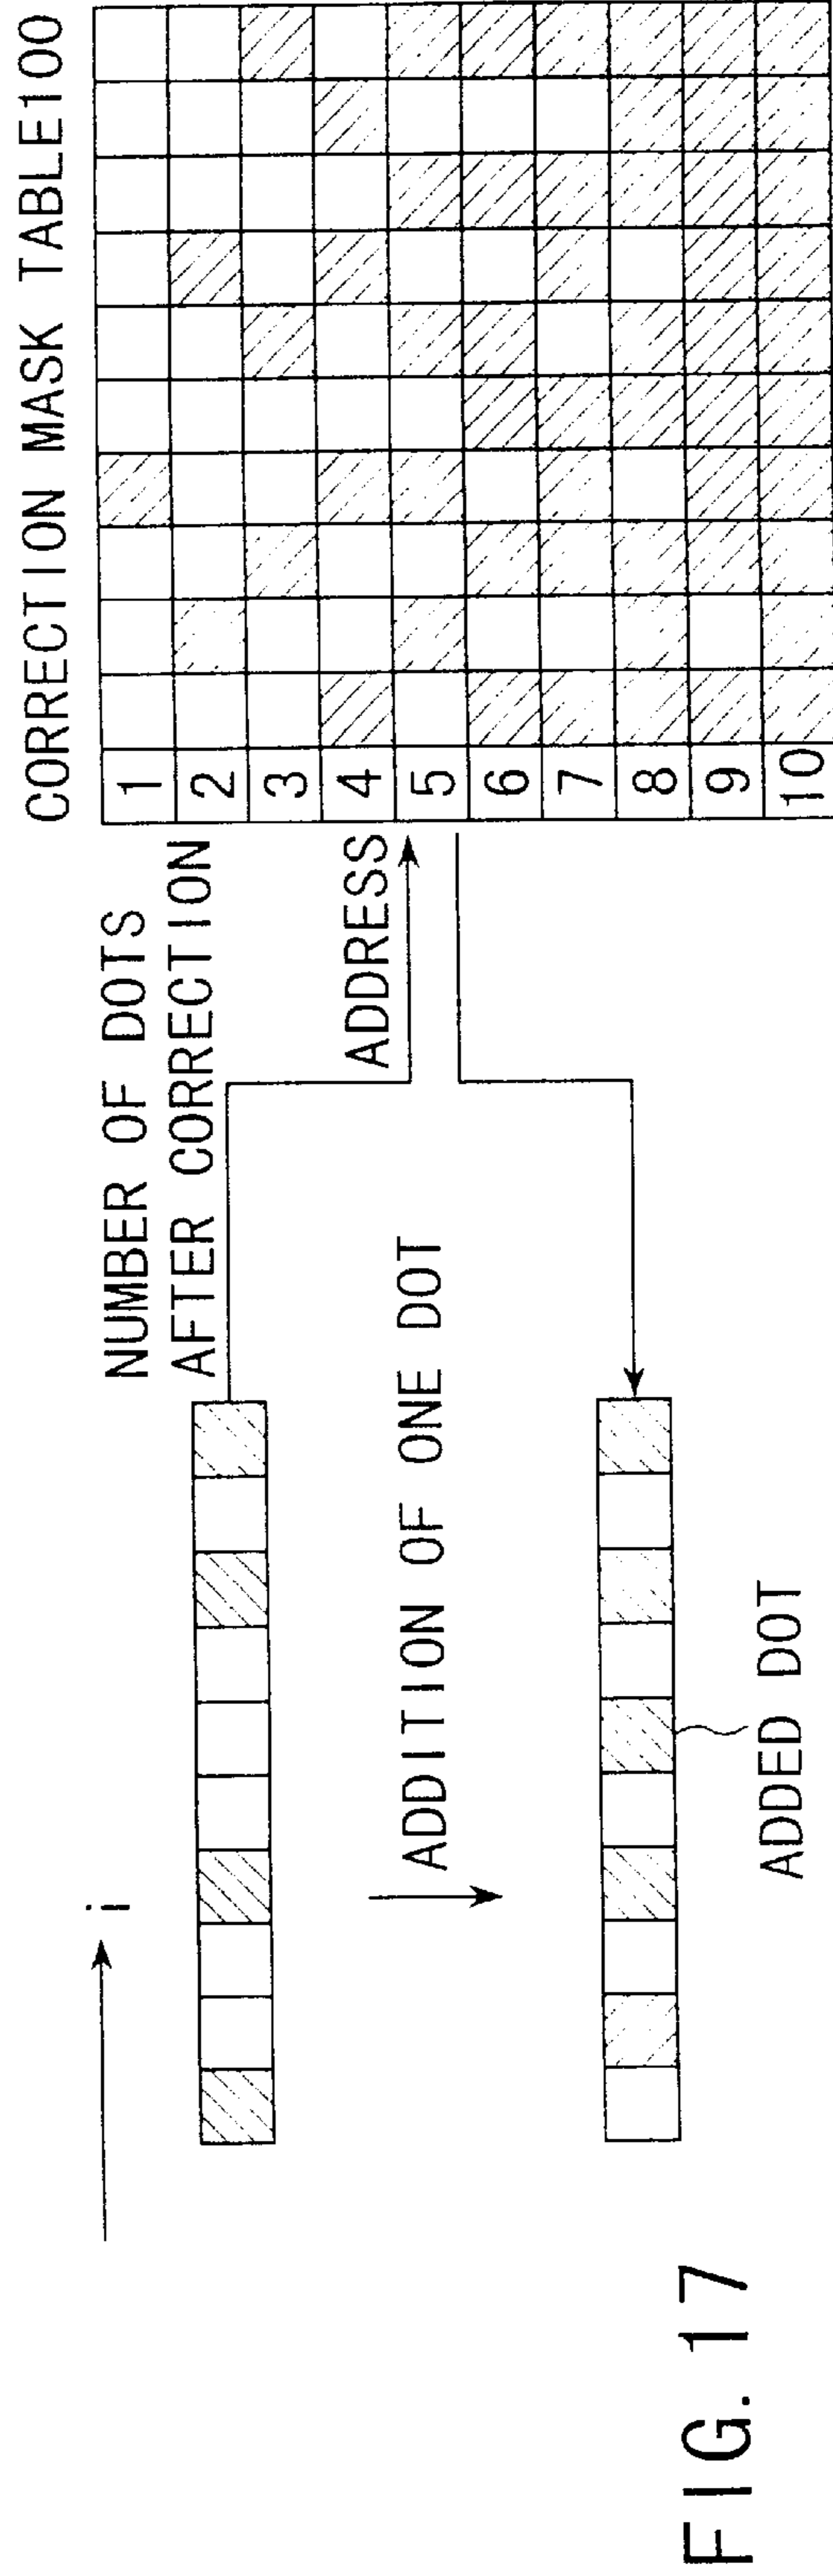 CORRECTION MASK TABLE100
NUMBER OF DOTS
AFTER CORRECTION
ADDRESS
1
2
3
4
5
6
7
8
9
10
i
ADDITION OF ONE DOT
ADDED DOT
FIG. 17